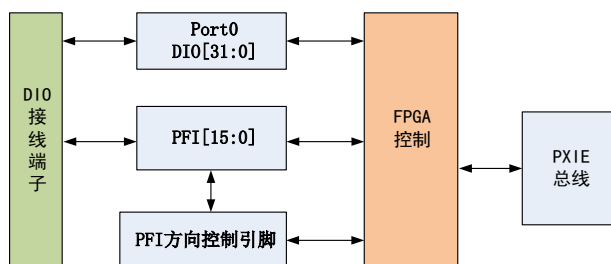 DIO
接
线
端
子
Port0
DIO[31:0]
PFI[15:0]
PFI方向控制引脚
FPGA
控制
PXIE
总线